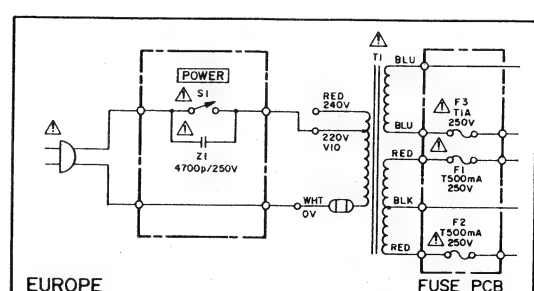 POWER
S1
Z1
4700p/250V
RED
240V
220V
VIO
WHT
0V
T1
BLU
F3
T1A
250V
BLU
RED
F1
T500mA
250V
BLK
F2
T500mA
250V
RED
EUROPE
FUSE PCB